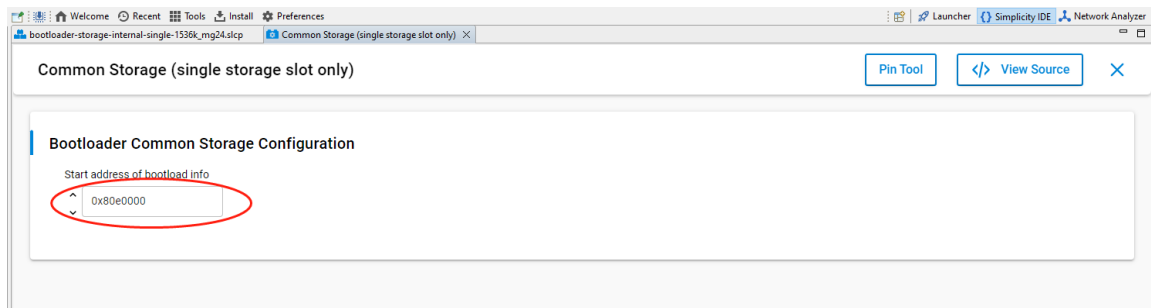 Welcome Recent Tools Install Preferences Launcher {} Simplicity IDE Network Analyzer
bootloader-storage-internal-single-1536k_mg24.slcp Common Storage (single storage slot only)
Common Storage (single storage slot only) Pin Tool </> View Source
Bootloader Common Storage Configuration
Start address of bootload info
0x80e0000